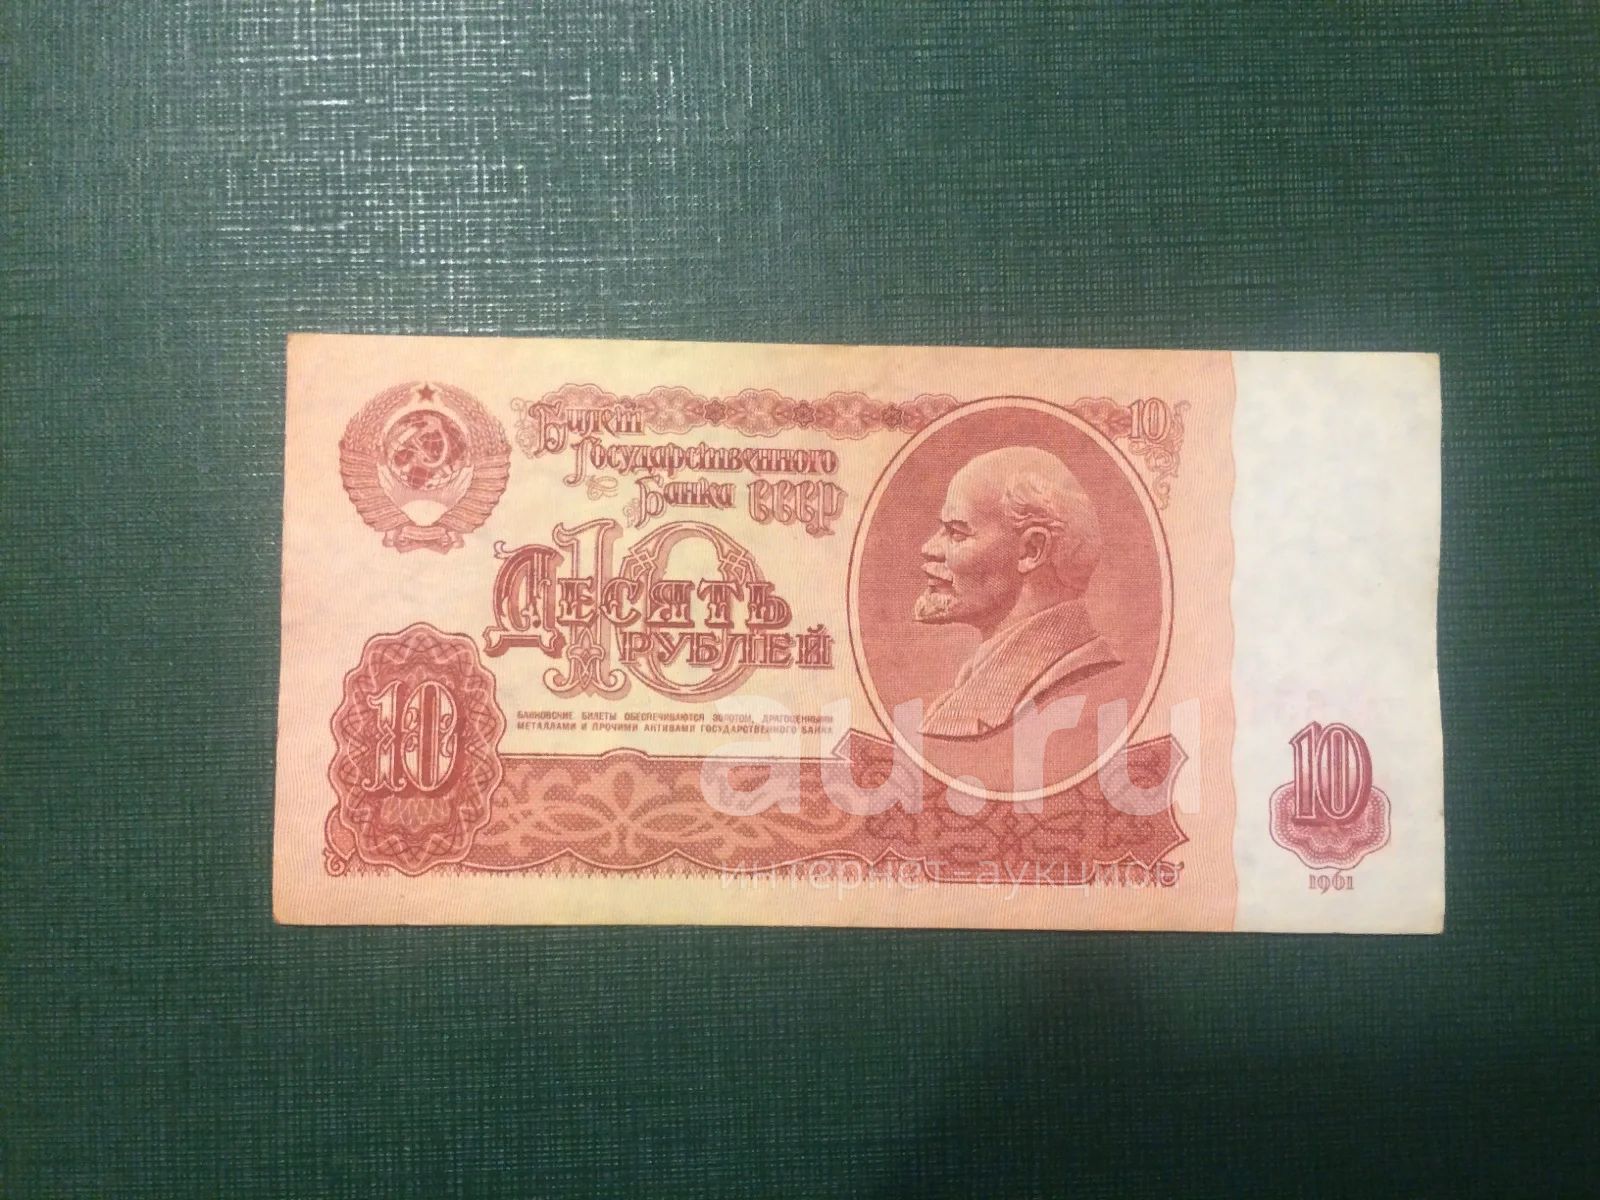 Билет
Государственного
Банка СССР
10
10
Десять
рублей
10
БАНКОВСКИЕ БИЛЕТЫ ОБЕСПЕЧИВАЮТСЯ ЗОЛОТОМ, ДРАГОЦЕННЫМИ
МЕТАЛЛАМИ И ПРОЧИМИ АКТИВАМИ ГОСУДАРСТВЕННОГО БАНКА
au.ru
интернет-аукцион
10
1961